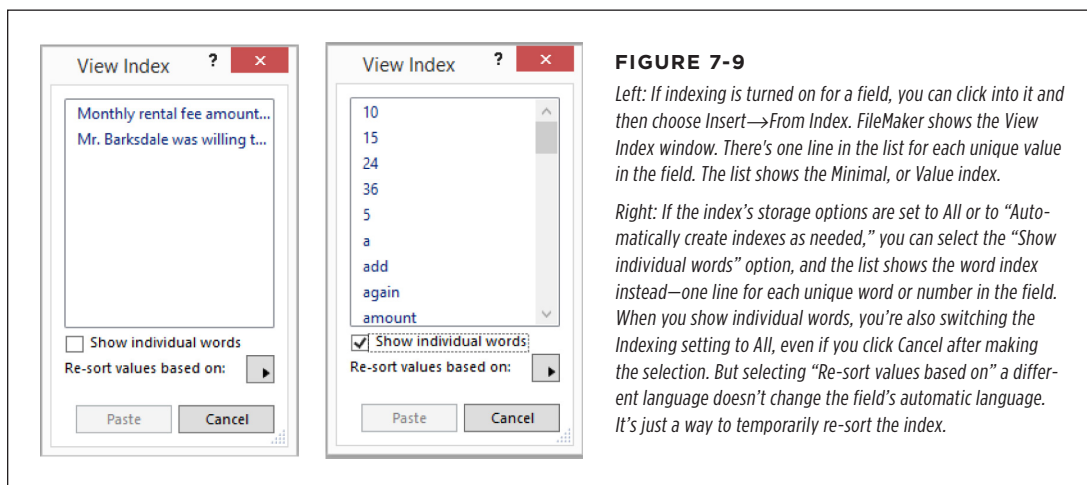 View Index ? ×
Monthly rental fee amount...
Mr. Barksdale was willing t...
Show individual words
Re-sort values based on:
Paste Cancel
View Index ? ×
10
15
24
36
5
a
add
again
amount
Show individual words
Re-sort values based on:
Paste Cancel
FIGURE 7-9
Left: If indexing is turned on for a field, you can click into it and
then choose Insert→From Index. FileMaker shows the View
Index window. There's one line in the list for each unique value
in the field. The list shows the Minimal, or Value index.
Right: If the index's storage options are set to All or to “Auto-
matically create indexes as needed,” you can select the “Show
individual words” option, and the list shows the word index
instead—one line for each unique word or number in the field.
When you show individual words, you're also switching the
Indexing setting to All, even if you click Cancel after making
the selection. But selecting “Re-sort values based on” a differ-
ent language doesn't change the field's automatic language.
It's just a way to temporarily re-sort the index.